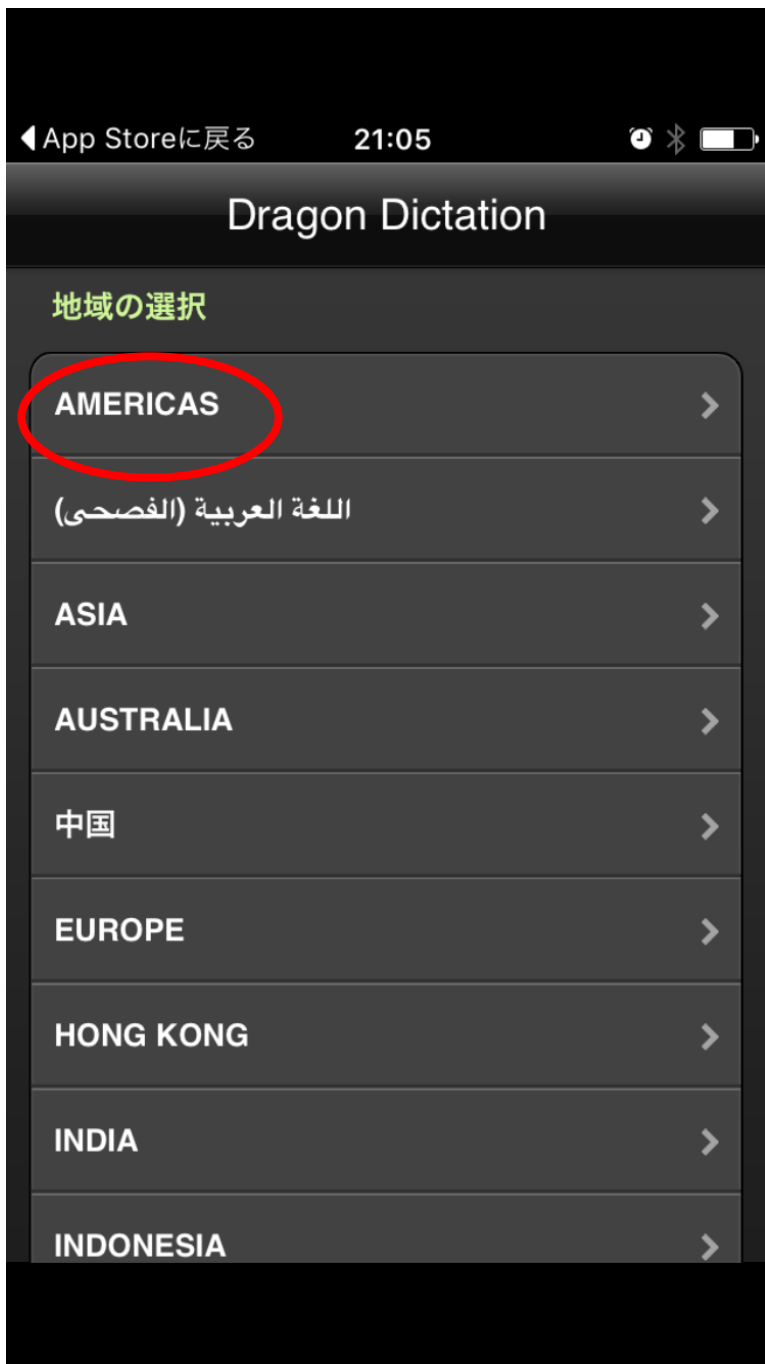 App Storeに戻る 21:05
Dragon Dictation
地域の選択
AMERICAS
اللغة العربية (الفصحى)
ASIA
AUSTRALIA
中国
EUROPE
HONG KONG
INDIA
INDONESIA